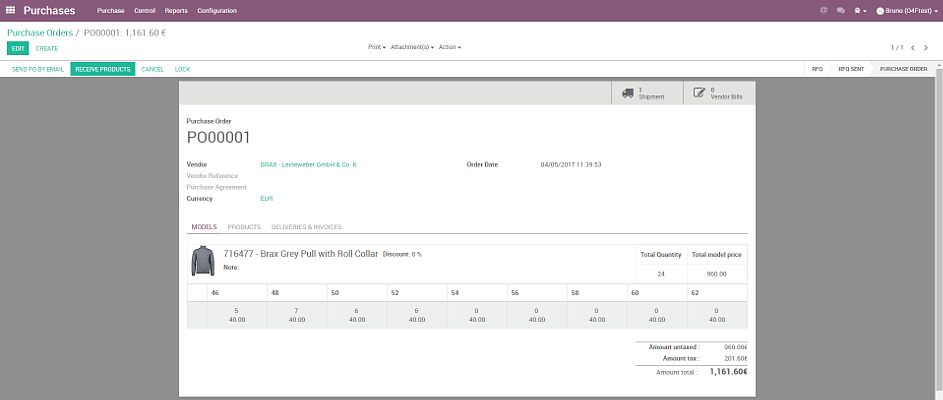 Purchases Purchase Control Reports Configuration Bruno (O4Ftest)
Purchase Orders / PO00001: 1,161.60 €
EDIT CREATE Print Attachment(s) Action 1 / 1
SEND PO BY EMAIL RECEIVE PRODUCTS CANCEL LOCK RFQ RFQ SENT PURCHASE ORDER
1 Shipment
0 Vendor Bills
Purchase Order
PO00001
Vendor BRAX - Leineweber GmbH & Co. K. Order Date 04/05/2017 11:39:53
Vendor Reference
Purchase Agreement
Currency EUR
MODELS PRODUCTS DELIVERIES & INVOICES
716477 - Brax Grey Pull with Roll Collar Discount: 0 % Total Quantity Total model price
Note: 24 960.00
46 48 50 52 54 56 58 60 62
5 7 6 6 0 0 0 0 0
40.00 40.00 40.00 40.00 40.00 40.00 40.00 40.00 40.00
Amount untaxed : 960.00€
Amount tax : 201.60€
Amount total : 1,161.60€